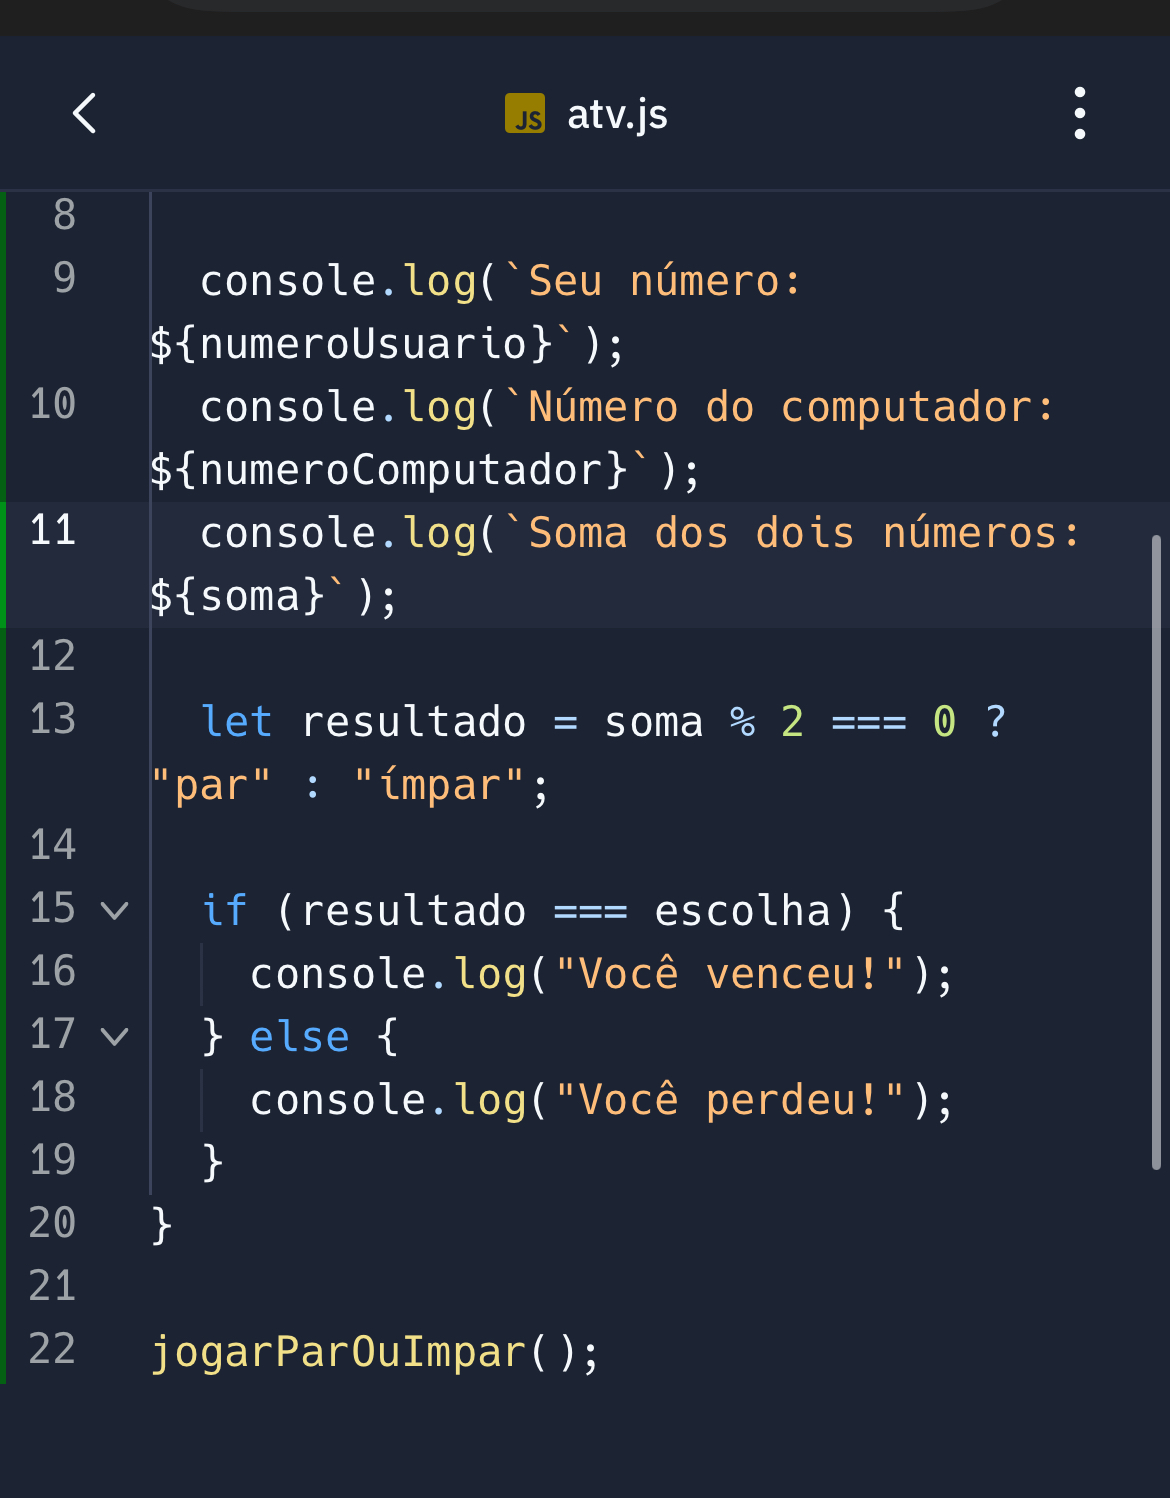 JS atv.js
8
9 console.log(`Seu número:
${numeroUsuario}`);
10 console.log(`Número do computador:
${numeroComputador}`);
11 console.log(`Soma dos dois números:
${soma}`);
12
13 let resultado = soma % 2 === 0 ?
"par" : "ímpar";
14
15 if (resultado === escolha) {
16 console.log("Você venceu!");
17 } else {
18 console.log("Você perdeu!");
19 }
20 }
21
22 jogarParOuImpar();